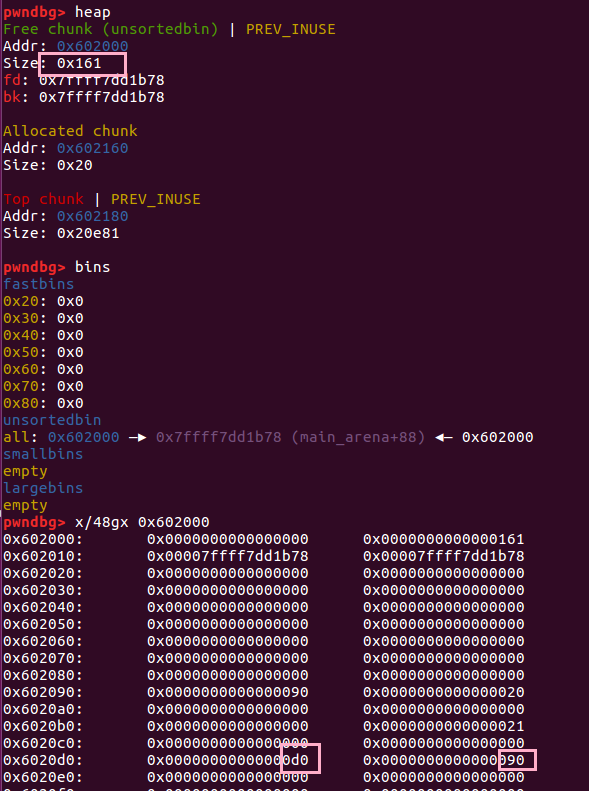 pwndbg> heap
Free chunk (unsortedbin) | PREV_INUSE
Addr: 0x602000
Size: 0x161
fd: 0x7ffff7dd1b78
bk: 0x7ffff7dd1b78
Allocated chunk
Addr: 0x602160
Size: 0x20
Top chunk | PREV_INUSE
Addr: 0x602180
Size: 0x20e81
pwndbg> bins
fastbins
0x20: 0x0
0x30: 0x0
0x40: 0x0
0x50: 0x0
0x60: 0x0
0x70: 0x0
0x80: 0x0
unsortedbin
all: 0x602000 —▸ 0x7ffff7dd1b78 (main_arena+88) ◂— 0x602000
smallbins
empty
largebins
empty
pwndbg> x/48gx 0x602000
0x602000: 0x0000000000000000 0x0000000000000161
0x602010: 0x00007ffff7dd1b78 0x00007ffff7dd1b78
0x602020: 0x0000000000000000 0x0000000000000000
0x602030: 0x0000000000000000 0x0000000000000000
0x602040: 0x0000000000000000 0x0000000000000000
0x602050: 0x0000000000000000 0x0000000000000000
0x602060: 0x0000000000000000 0x0000000000000000
0x602070: 0x0000000000000000 0x0000000000000000
0x602080: 0x0000000000000000 0x0000000000000000
0x602090: 0x0000000000000090 0x0000000000000020
0x6020a0: 0x0000000000000000 0x0000000000000000
0x6020b0: 0x0000000000000000 0x0000000000000021
0x6020c0: 0x0000000000000000 0x0000000000000000
0x6020d0: 0x00000000000000d0 0x0000000000000090
0x6020e0: 0x0000000000000000 0x0000000000000000